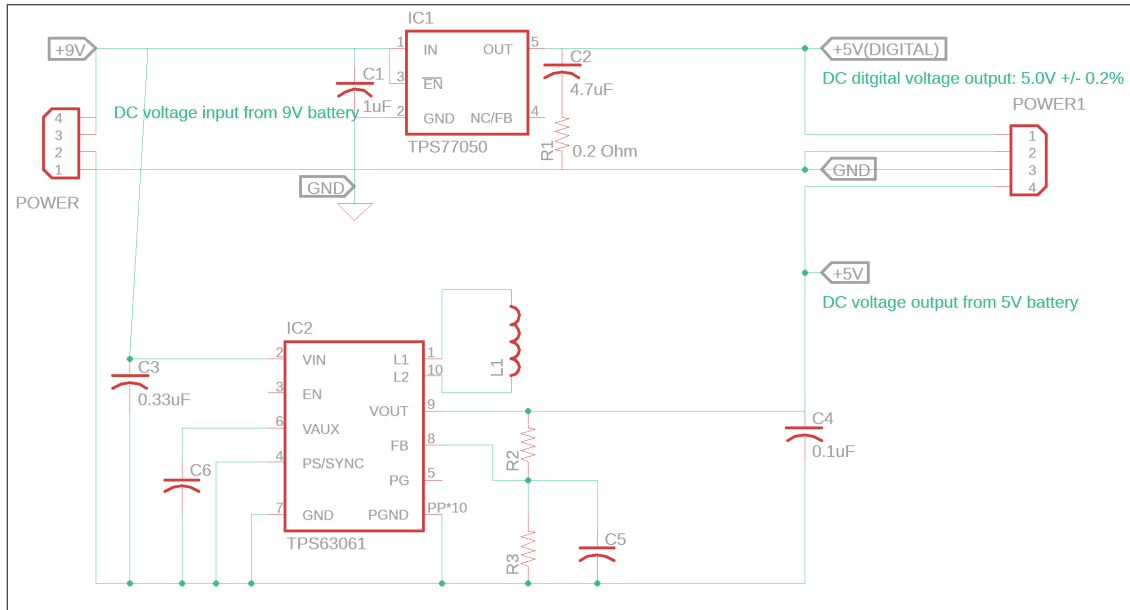 IC1
+9V
1 IN OUT 5
C2
+5V(DIGITAL)
C1
3 EN
4.7uF
DC ditgital voltage output: 5.0V +/- 0.2%
1uF
DC voltage input from 9V battery
2 GND NC/FB 4
POWER1
4
3
2
1
TPS77050
R1
0.2 Ohm
1
2
3
4
GND
GND
POWER
+5V
DC voltage output from 5V battery
IC2
L1
2 VIN L1 1
C3
L2 10
0.33uF
3 EN
VOUT 9
C4
6 VAUX
FB 8
0.1uF
R2
4 PS/SYNC
C6
PG 5
7 GND PGND PP*10
TPS63061
R3
C5